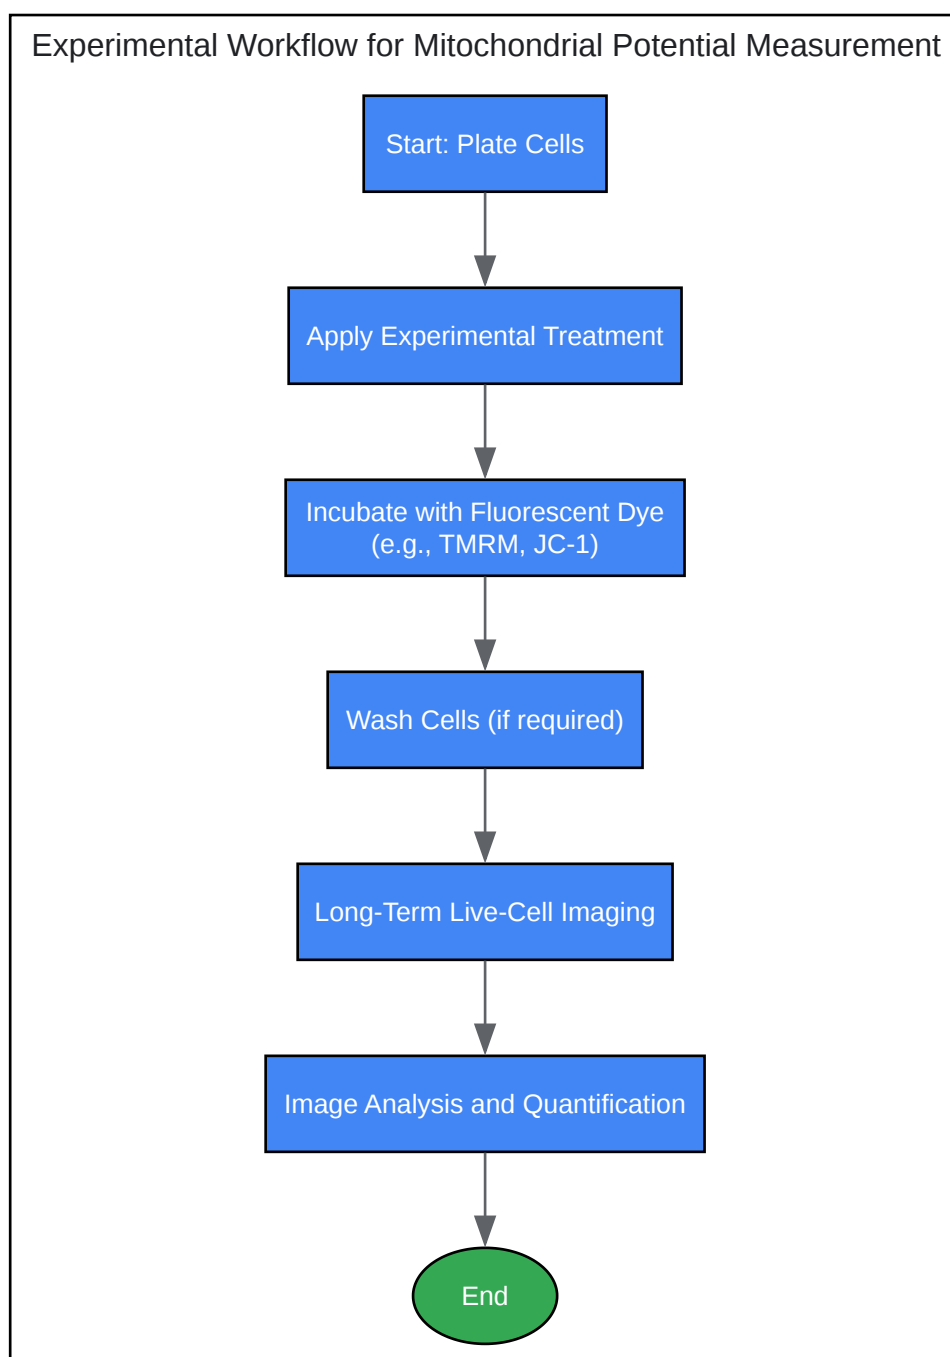 Experimental Workflow for Mitochondrial Potential Measurement
Start: Plate Cells
Apply Experimental Treatment
Incubate with Fluorescent Dye
(e.g., TMRM, JC-1)
Wash Cells (if required)
Long-Term Live-Cell Imaging
Image Analysis and Quantification
End